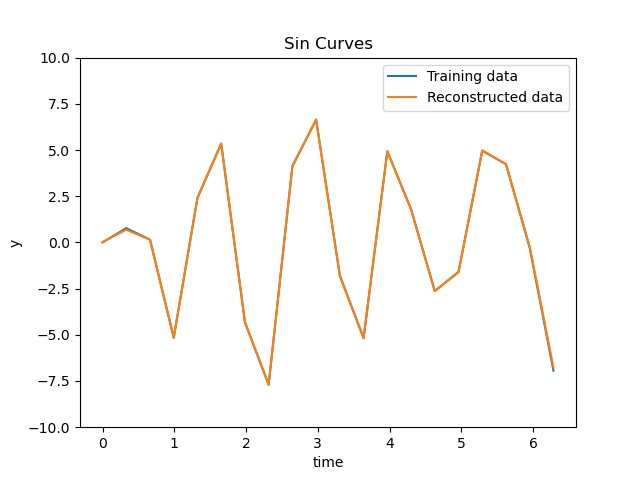 Sin Curves
10.0
7.5
5.0
2.5
0.0
−2.5
−5.0
−7.5
−10.0
y
Training data
Reconstructed data
0 1 2 3 4 5 6
time